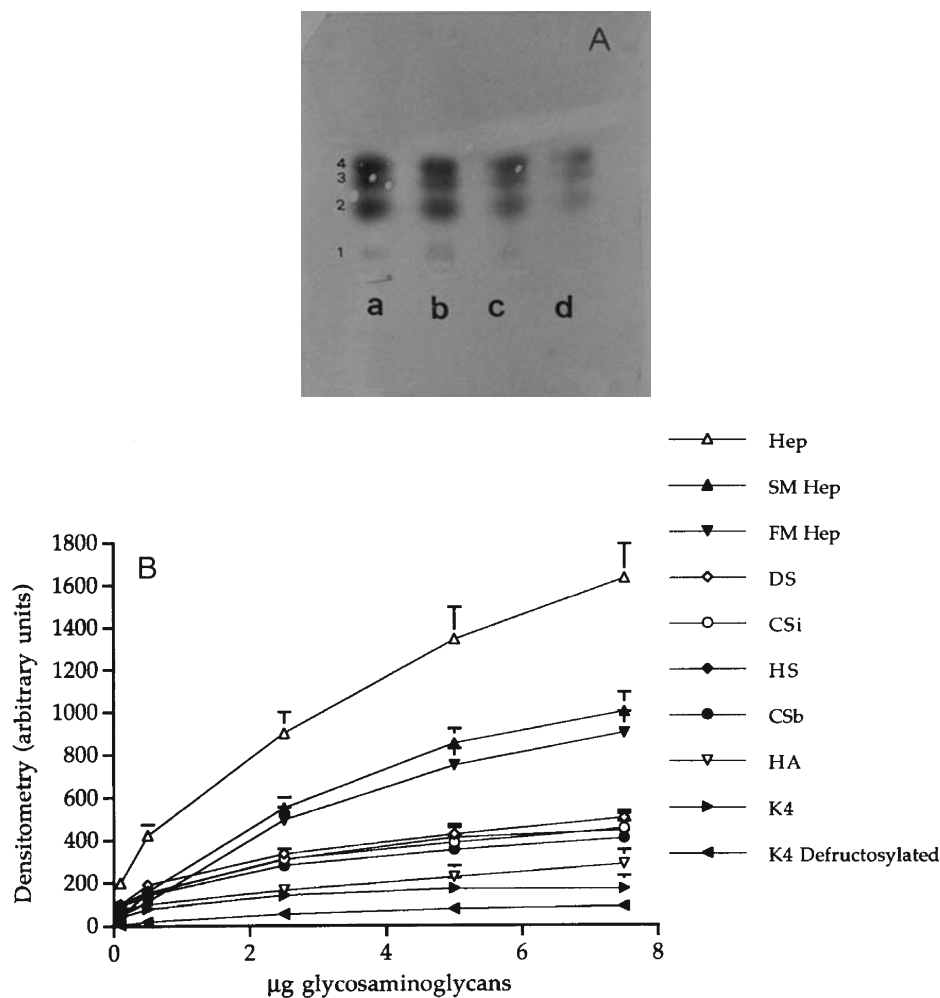 A
4
3
2
1
a b c d
Hep
SM Hep
FM Hep
DS
CSi
HS
CSb
HA
K4
K4 Defructosylated
B
Densitometry (arbitrary units)
1800
1600
1400
1200
1000
800
600
400
200
0
0 2 4 6 8
µg glycosaminoglycans